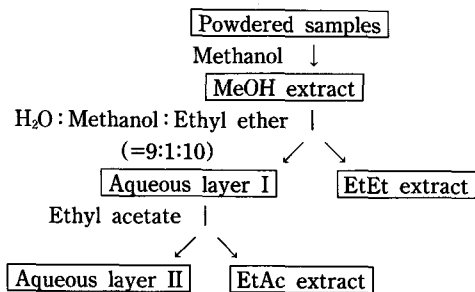 Powdered samples
Methanol ↓
MeOH extract
H₂O : Methanol : Ethyl ether
(=9:1:10)
Aqueous layer I EtEt extract
Ethyl acetate
Aqueous layer II EtAc extract